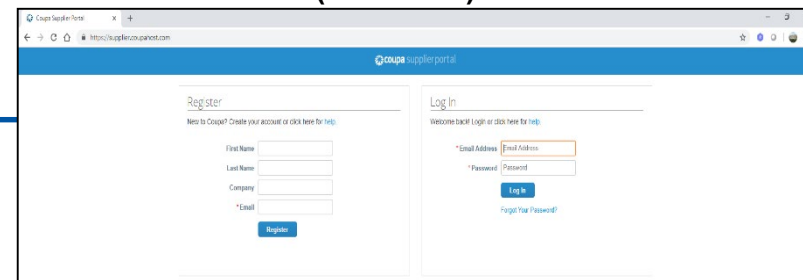 Coupa Supplier Portal
https://supplier.coupahost.com
coupa supplierportal
Register
New to Coupa? Create your account or click here for help.
First Name
Last Name
Company
* Email
Register
Log In
Welcome back! Login or click here for help.
* Email Address Email Address
* Password Password
Log In
Forgot Your Password?